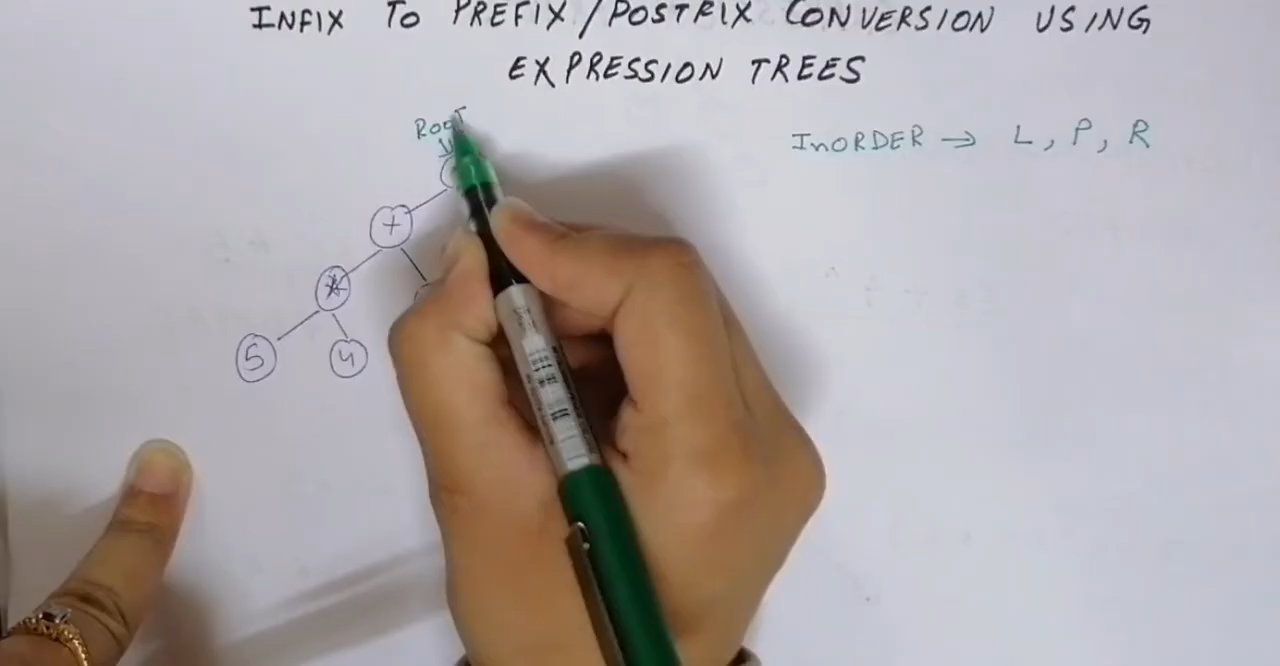 INFIX TO PREFIX/POSTFIX CONVERSION USING
EXPRESSION TREES
ROOT
INORDER → L, P, R
+
*
5 4